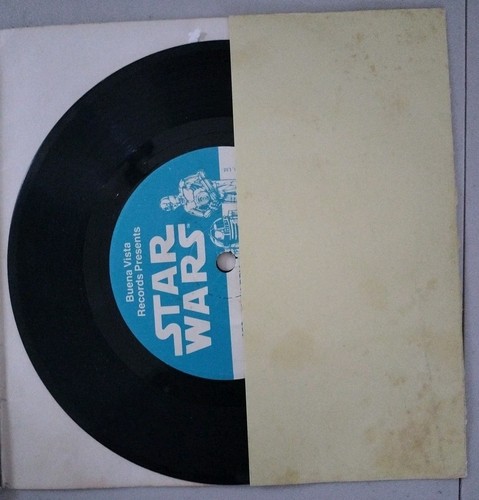 Buena Vista
Records Presents
STAR
WARS